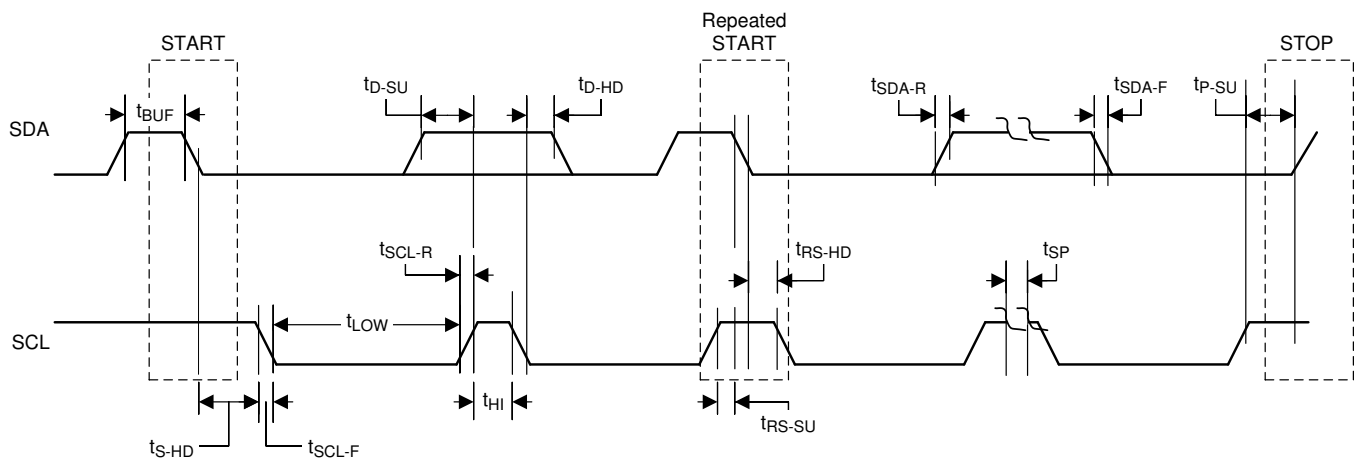 START
Repeated
START
STOP
tD-SU
tD-HD
tSDA-R
tSDA-F
tP-SU
tBUF
SDA
tSCL-R
tRS-HD
tSP
tLOW
SCL
tHI
tRS-SU
tS-HD
tSCL-F